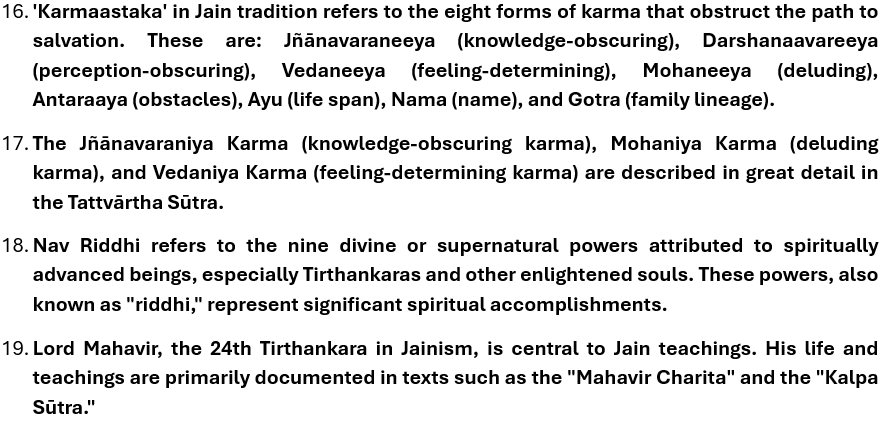 16. 'Karmaastaka' in Jain tradition refers to the eight forms of karma that obstruct the path to
salvation. These are: Jñānavaraneeya (knowledge-obscuring), Darshanaavareeya
(perception-obscuring), Vedaneeya (feeling-determining), Mohaneeya (deluding),
Antaraaya (obstacles), Ayu (life span), Nama (name), and Gotra (family lineage).
17. The Jñānavaraniya Karma (knowledge-obscuring karma), Mohaniya Karma (deluding
karma), and Vedaniya Karma (feeling-determining karma) are described in great detail in
the Tattvārtha Sūtra.
18. Nav Riddhi refers to the nine divine or supernatural powers attributed to spiritually
advanced beings, especially Tirthankaras and other enlightened souls. These powers, also
known as "riddhi," represent significant spiritual accomplishments.
19. Lord Mahavir, the 24th Tirthankara in Jainism, is central to Jain teachings. His life and
teachings are primarily documented in texts such as the "Mahavir Charita" and the "Kalpa
Sūtra."